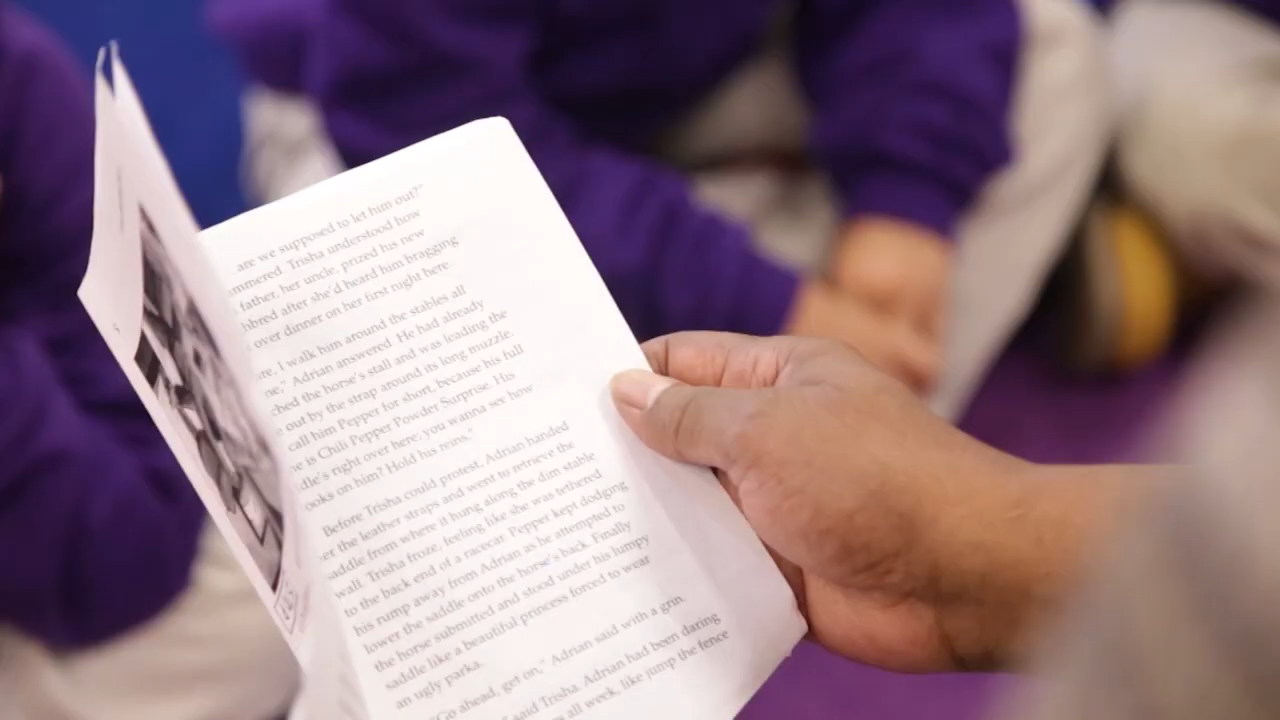 are we supposed to let him out?"
mmered. Trisha understood how
father, her uncle, prized his new
hbred after she'd heard him bragging
over dinner on her first night here.
re, I walk him around the stables all
me," Adrian answered. He had already
ched the horse's stall and was leading the
out by the strap around its long muzzle.
call him Pepper for short, because his full
e is Chili Pepper Powder Surprise. His
dle's right over here; you wanna see how
ooks on him? Hold his reins."
Before Trisha could protest, Adrian handed
er the leather straps and went to retrieve the
saddle from where it hung along the dim stable
wall. Trisha froze, feeling like she was tethered
to the back end of a racecar. Pepper kept dodging
his rump away from Adrian as he attempted to
lower the saddle onto the horse's back. Finally
the horse submitted and stood under his lumpy
saddle like a beautiful princess forced to wear
an ugly parka.
"Go ahead, get on," Adrian said with a grin.
said Trisha. Adrian had been daring
all week, like jump the fence